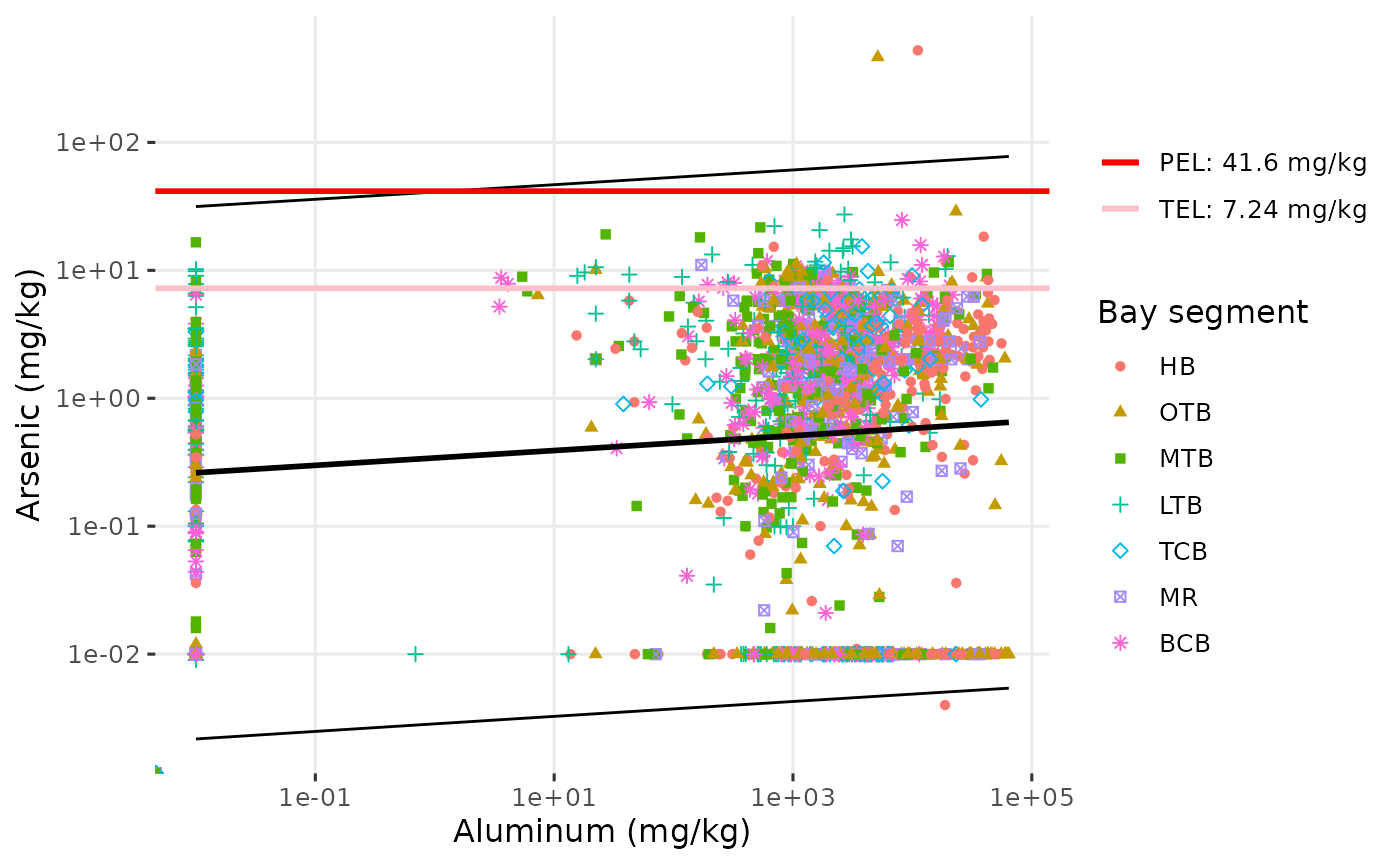 1e+02
1e+01
1e+00
1e-01
1e-02
Arsenic (mg/kg)
1e-01
1e+01
1e+03
1e+05
Aluminum (mg/kg)
PEL: 41.6 mg/kg
TEL: 7.24 mg/kg
Bay segment
HB
OTB
MTB
LTB
TCB
MR
BCB